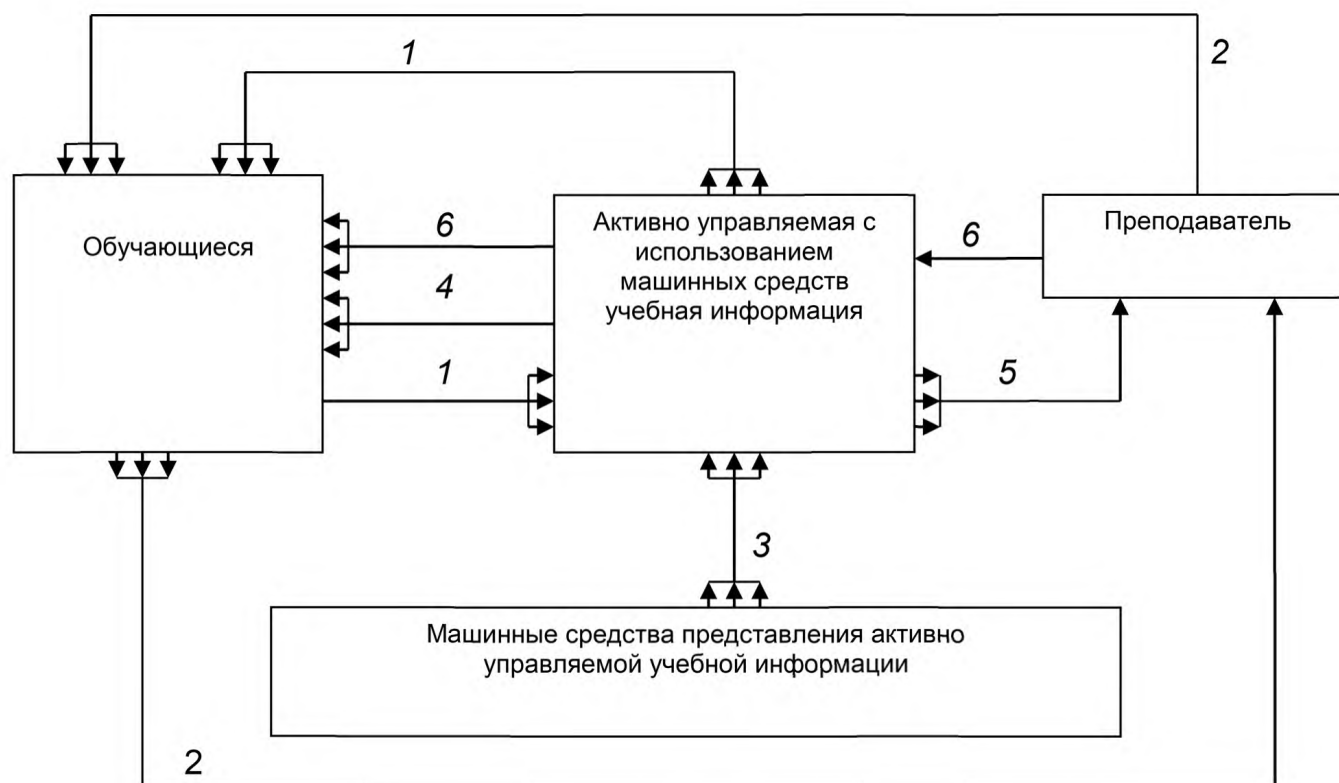 2
1
Обучающиеся
6
4
1
Активно управляемая с
использованием
машинных средств
учебная информация
6
Преподаватель
5
3
Машинные средства представления активно
управляемой учебной информации
2